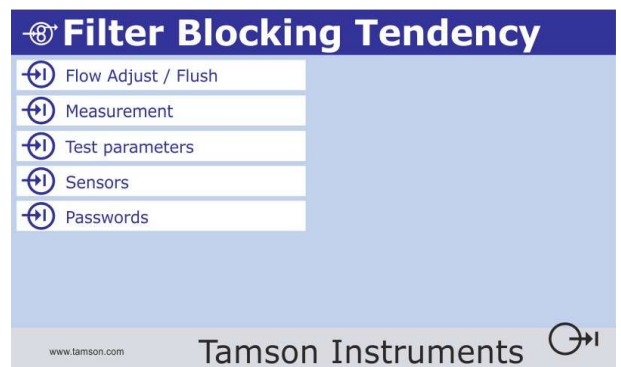 Filter Blocking Tendency
Flow Adjust / Flush
Measurement
Test parameters
Sensors
Passwords
www.tamson.com Tamson Instruments